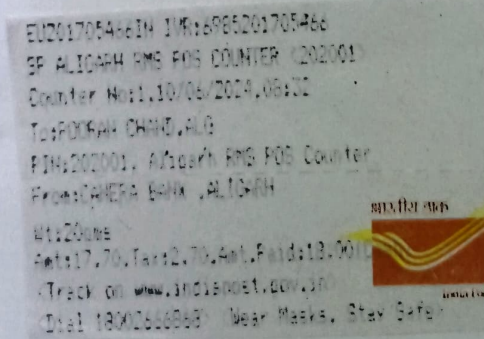 EU201705466IN IVR:6985201705466
SP ALIGARH RMS POS COUNTER <202001>
Counter No:1,10/06/2024,08:32
To:POORAN CHAND,ALG
PIN:202001, Aligarh RMS POS Counter
From:CANERA BANK ,ALIGARH
Wt:20gms
Amt:17.70,Tax:2.70,Amt.Paid:18.00
<Track on www.indiapost.gov.in>
<Dial 18002666868> <Wear Masks, Stay Safe>
भारतीय डाक